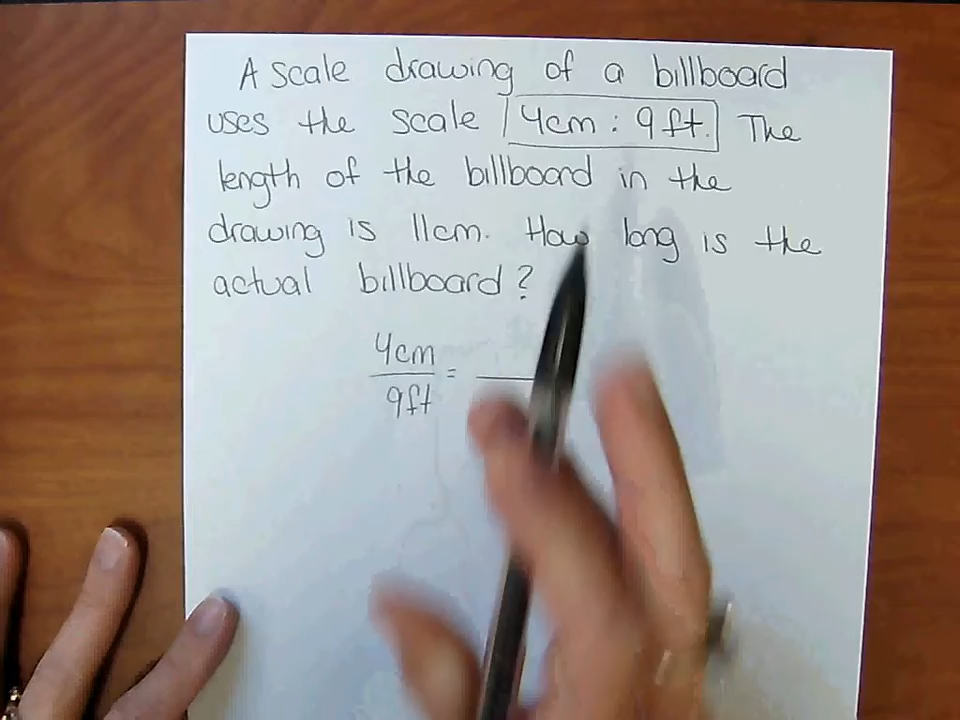 A scale drawing of a billboard
uses the scale 4cm : 9ft. The
length of the billboard in the
drawing is 11cm. How long is the
actual billboard?
4cm
9ft
=